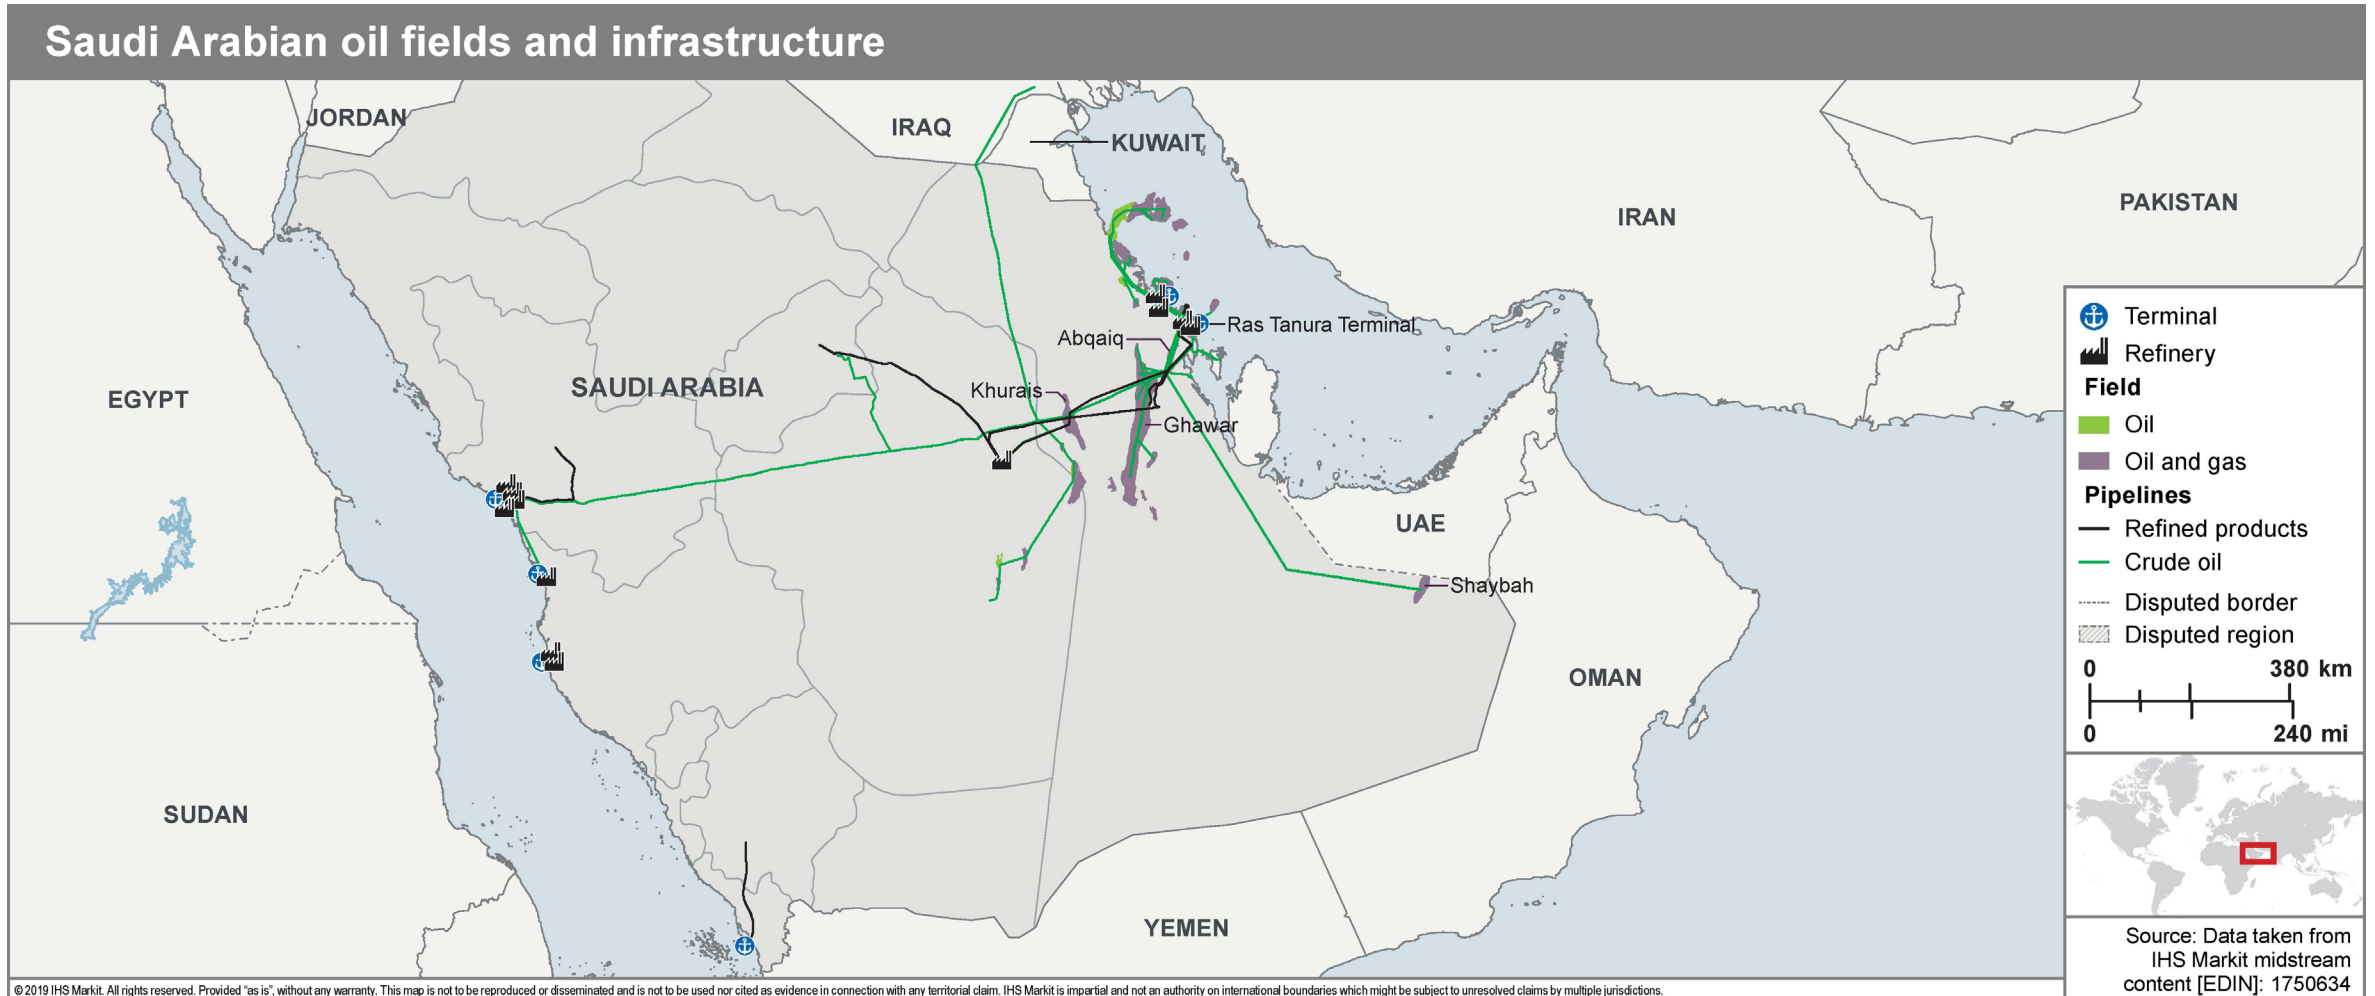 Saudi Arabian oil fields and infrastructure
JORDAN
IRAQ
KUWAIT
IRAN
PAKISTAN
Ras Tanura Terminal
Abqaiq
Khurais
SAUDI ARABIA
EGYPT
Ghawar
UAE
Shaybah
OMAN
SUDAN
YEMEN
Terminal
Refinery
Field
Oil
Oil and gas
Pipelines
Refined products
Crude oil
Disputed border
Disputed region
0 380 km
0 240 mi
Source: Data taken from
IHS Markit midstream
content [EDIN]: 1750634
© 2019 IHS Markit. All rights reserved. Provided “as is”, without any warranty. This map is not to be reproduced or disseminated and is not to be used nor cited as evidence in connection with any territorial claim. IHS Markit is impartial and not an authority on international boundaries which might be subject to unresolved claims by multiple jurisdictions.